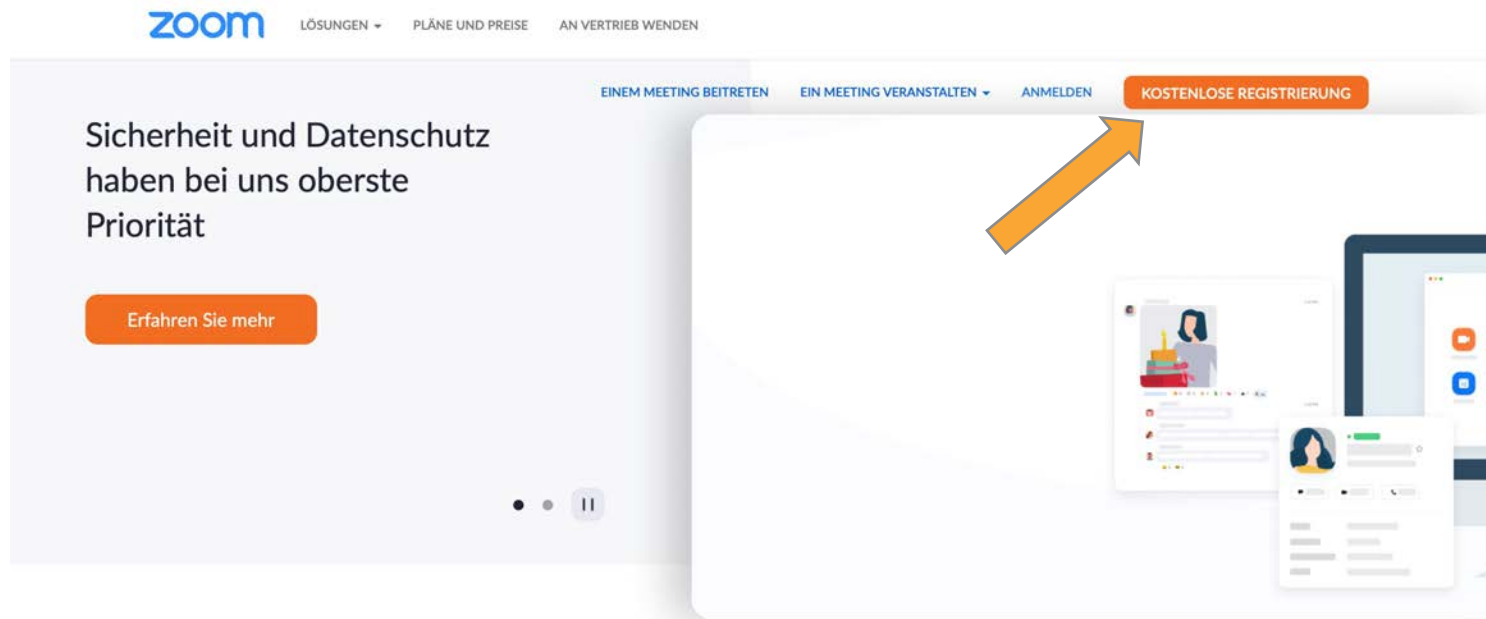 zoom LÖSUNGEN PLÄNE UND PREISE AN VERTRIEB WENDEN
EINEM MEETING BEITRETEN EIN MEETING VERANSTALTEN ANMELDEN KOSTENLOSE REGISTRIERUNG
Sicherheit und Datenschutz
haben bei uns oberste
Priorität
Erfahren Sie mehr